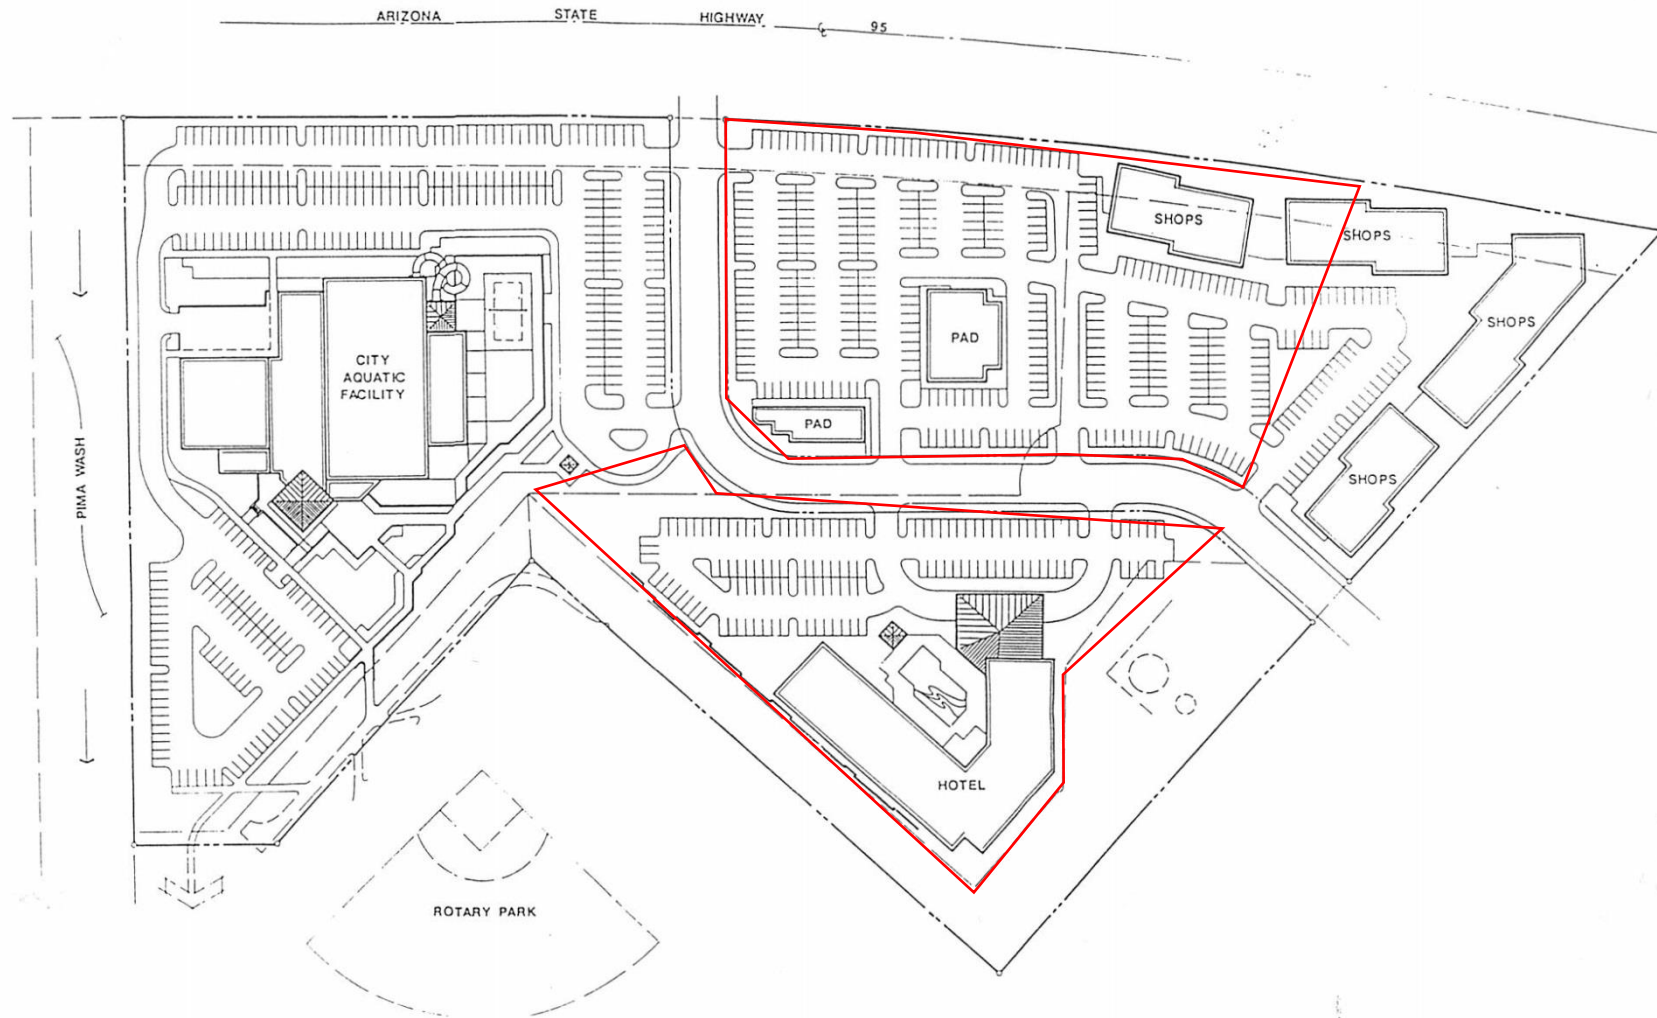 ARIZONA STATE HIGHWAY 95
SHOPS
SHOPS
SHOPS
PAD
CITY
AQUATIC
FACILITY
PAD
SHOPS
PIMA WASH
HOTEL
ROTARY PARK